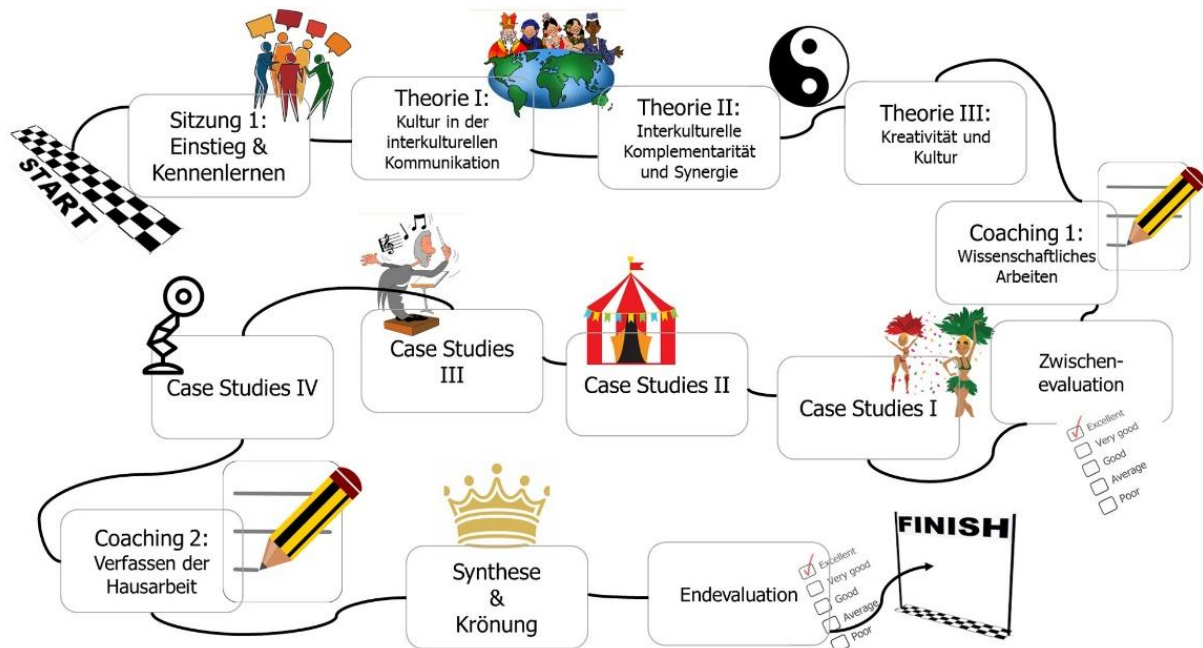 START
Sitzung 1:
Einstieg &
Kennenlernen
Theorie I:
Kultur in der
interkulturellen
Kommunikation
Theorie II:
Interkulturelle
Komplementarität
und Synergie
Theorie III:
Kreativität und
Kultur
Coaching 1:
Wissenschaftliches
Arbeiten
Zwischen-
evaluation
Excellent
Very good
Good
Average
Poor
Case Studies I
Case Studies II
Case Studies
III
Case Studies IV
Coaching 2:
Verfassen der
Hausarbeit
Synthese
&
Krönung
Endevaluation
Excellent
Very good
Good
Average
Poor
FINISH